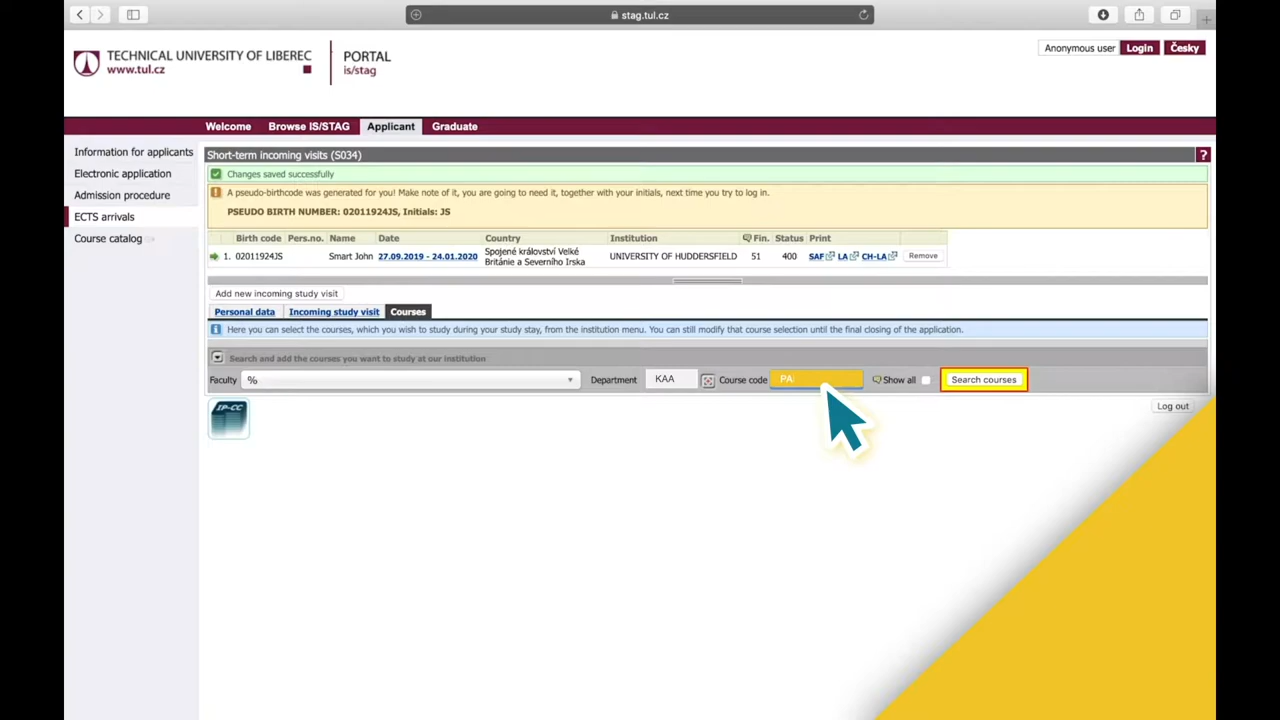 stag.tul.cz
TECHNICAL UNIVERSITY OF LIBEREC
www.tul.cz
PORTAL
is/stag
Anonymous user Login Česky
Welcome Browse IS/STAG Applicant Graduate
Information for applicants
Electronic application
Admission procedure
ECTS arrivals
Course catalog
Short-term incoming visits (S034) ?
Changes saved successfully
A pseudo-birthcode was generated for you! Make note of it, you are going to need it, together with your initials, next time you try to log in.
PSEUDO BIRTH NUMBER: 02011924JS, Initials: JS
Birth code Pers.no. Name Date Country Institution Fin. Status Print
1. 02011924JS Smart John 27.09.2019 - 24.01.2020 Spojené království Velké Británie a Severního Irska UNIVERSITY OF HUDDERSFIELD 51 400 SAF LA CH-LA Remove
Add new incoming study visit
Personal data Incoming study visit Courses
Here you can select the courses, which you wish to study during your study stay, from the institution menu. You can still modify that course selection until the final closing of the application.
Search and add the courses you want to study at our institution
Faculty % Department KAA Course code PA Show all Search courses
IP-CC
Log out